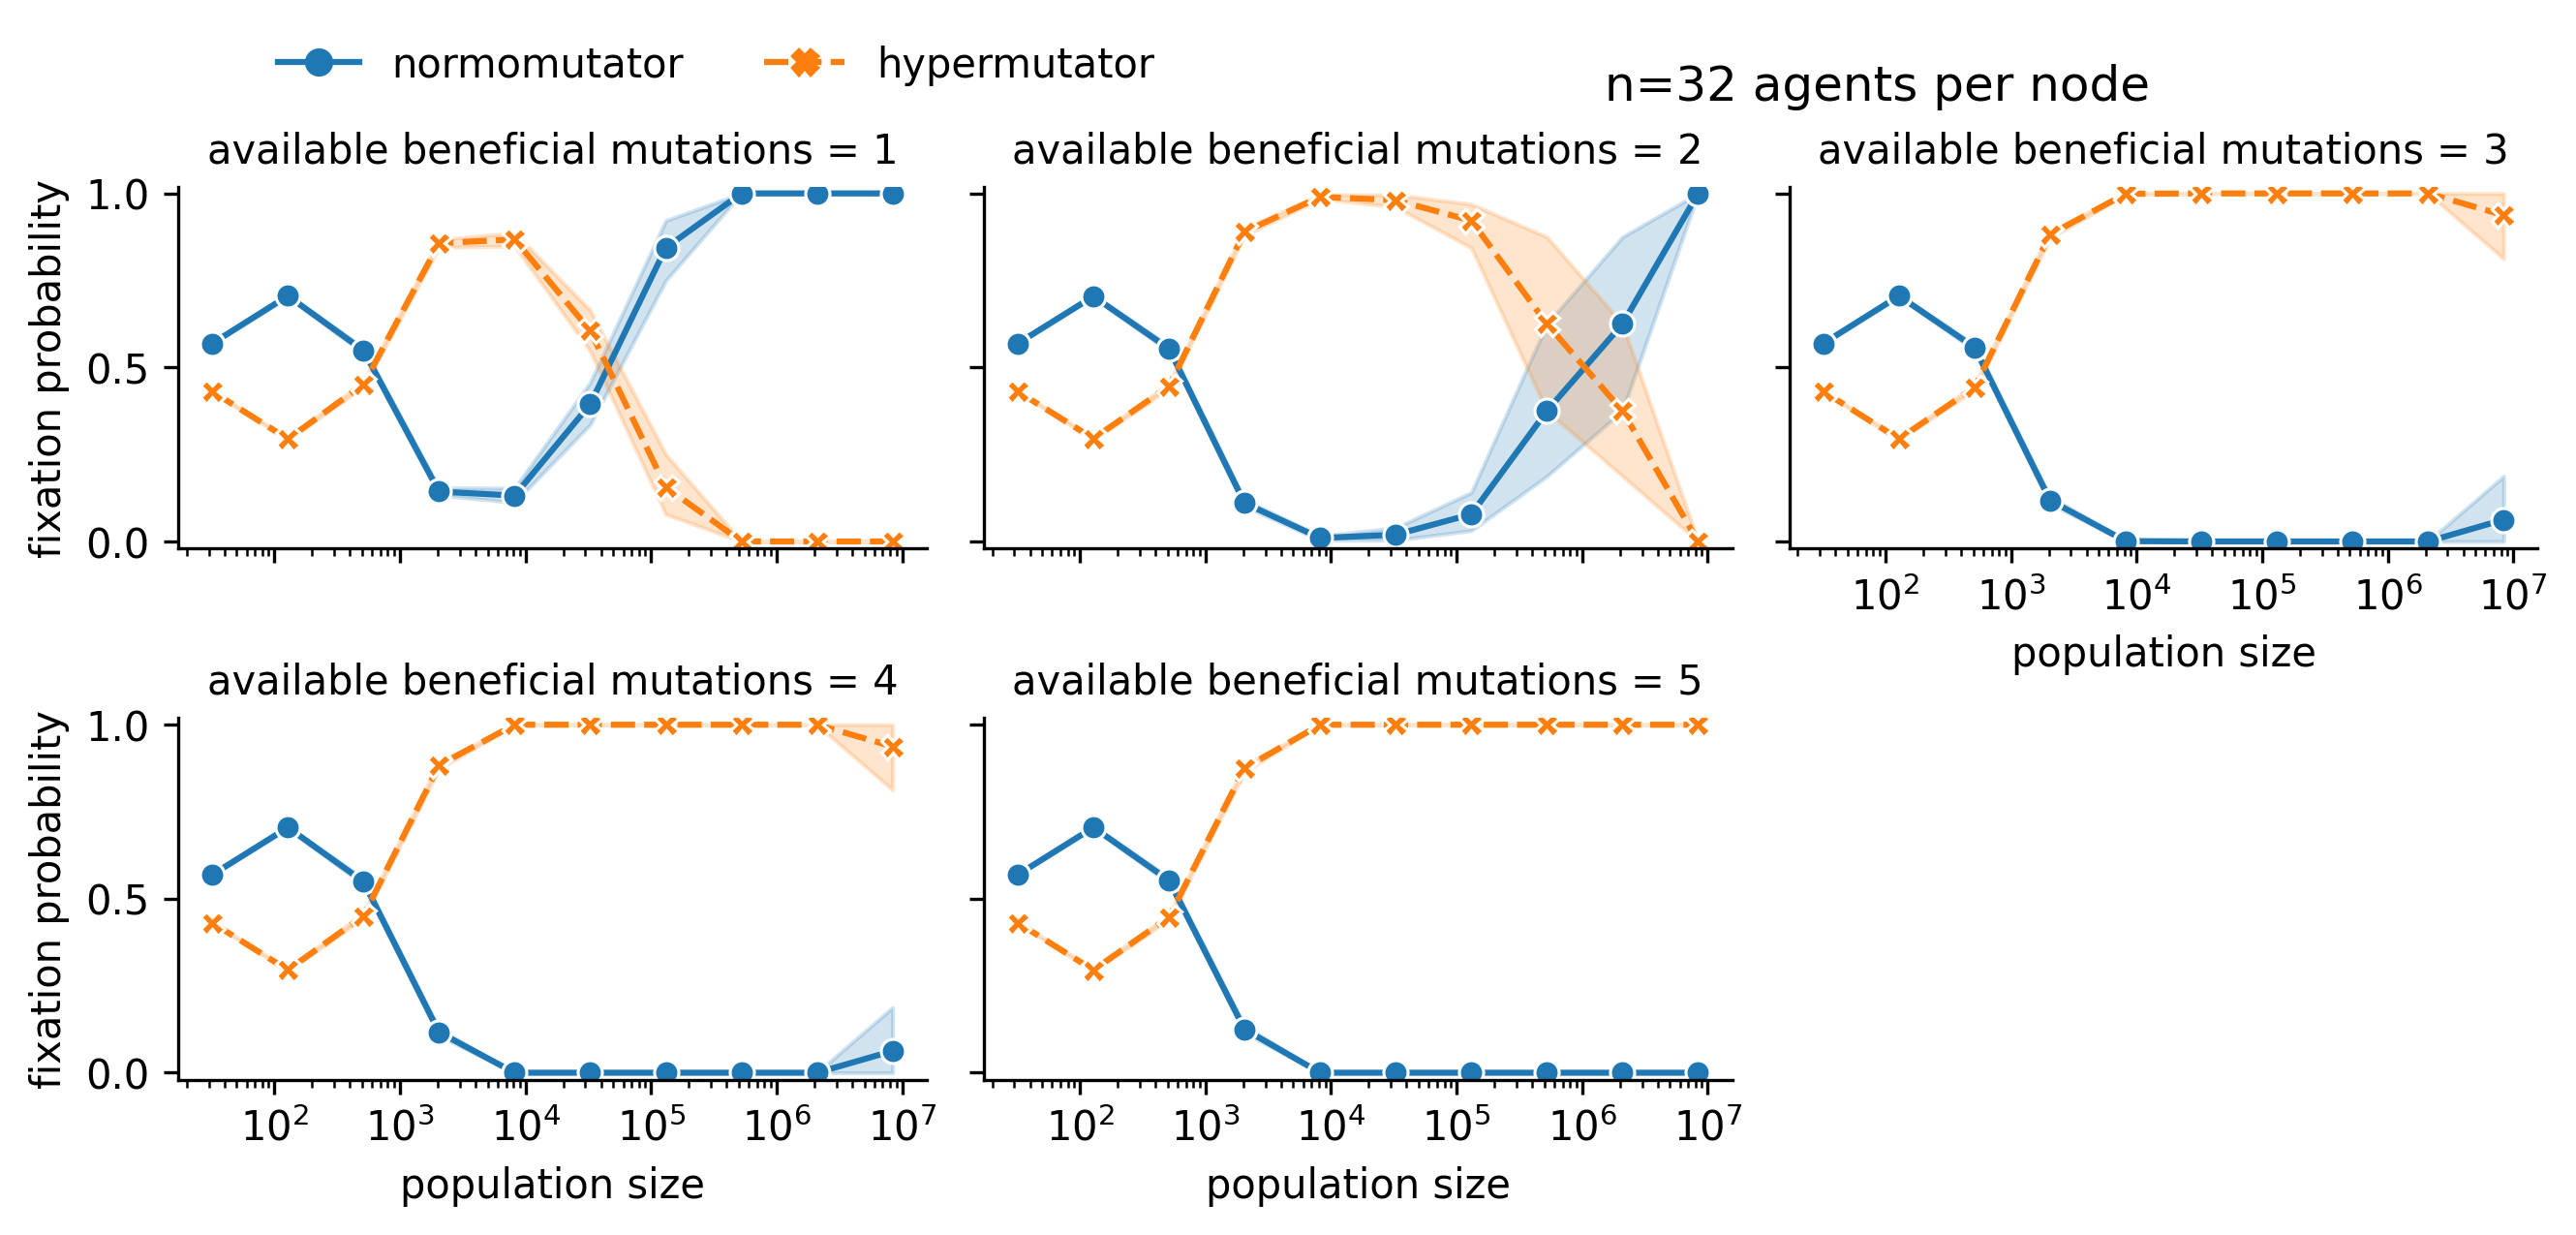 normomutator hypermutator
n=32 agents per node
available beneficial mutations = 1
available beneficial mutations = 2
available beneficial mutations = 3
fixation probability
1.0
0.5
0.0
10² 10³ 10⁴ 10⁵ 10⁶ 10⁷
population size
available beneficial mutations = 4
available beneficial mutations = 5
fixation probability
1.0
0.5
0.0
10² 10³ 10⁴ 10⁵ 10⁶ 10⁷
10² 10³ 10⁴ 10⁵ 10⁶ 10⁷
population size
population size